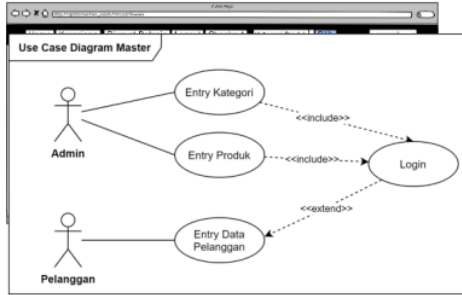 Use Case Diagram Master
Entry Kategori
<<include>>
Admin
Entry Produk
<<include>>
Login
<<extend>>
Entry Data
Pelanggan
Pelanggan